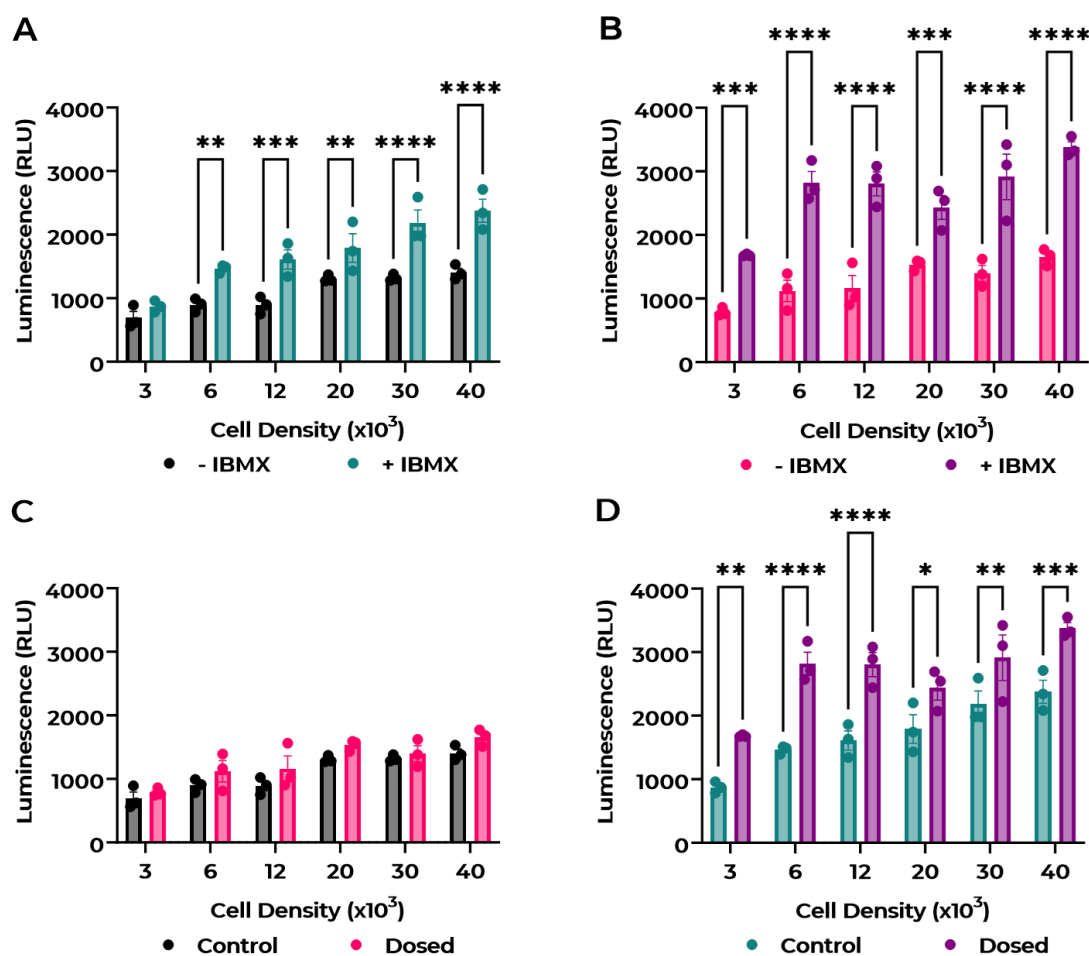 A
**** 
** *** ** ****
4000
3000
2000
1000
0
Luminescence (RLU)
3 6 12 20 30 40
Cell Density (x10³)
- IBMX + IBMX
B
**** *** ****
*** **** ****
4000
3000
2000
1000
0
Luminescence (RLU)
3 6 12 20 30 40
Cell Density (x10³)
- IBMX + IBMX
C
4000
3000
2000
1000
0
Luminescence (RLU)
3 6 12 20 30 40
Cell Density (x10³)
Control Dosed
D
****
** **** * ** ***
4000
3000
2000
1000
0
Luminescence (RLU)
3 6 12 20 30 40
Cell Density (x10³)
Control Dosed